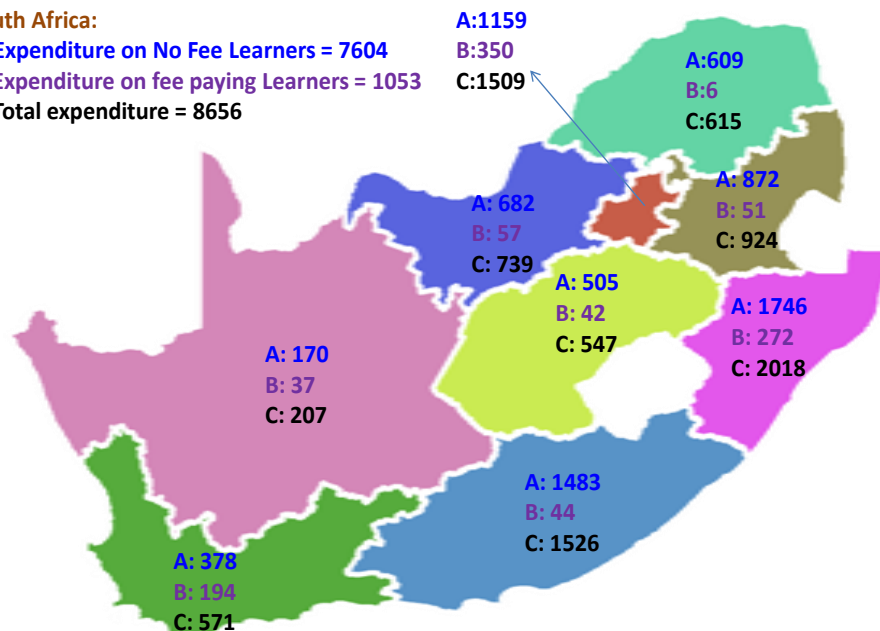 uth Africa:
Expenditure on No Fee Learners = 7604
Expenditure on fee paying Learners = 1053
Total expenditure = 8656
A:1159
B:350
C:1509
A:609
B:6
C:615
A: 872
B: 51
C: 924
A: 682
B: 57
C: 739
A: 505
B: 42
C: 547
A: 1746
B: 272
C: 2018
A: 170
B: 37
C: 207
A: 1483
B: 44
C: 1526
A: 378
B: 194
C: 571